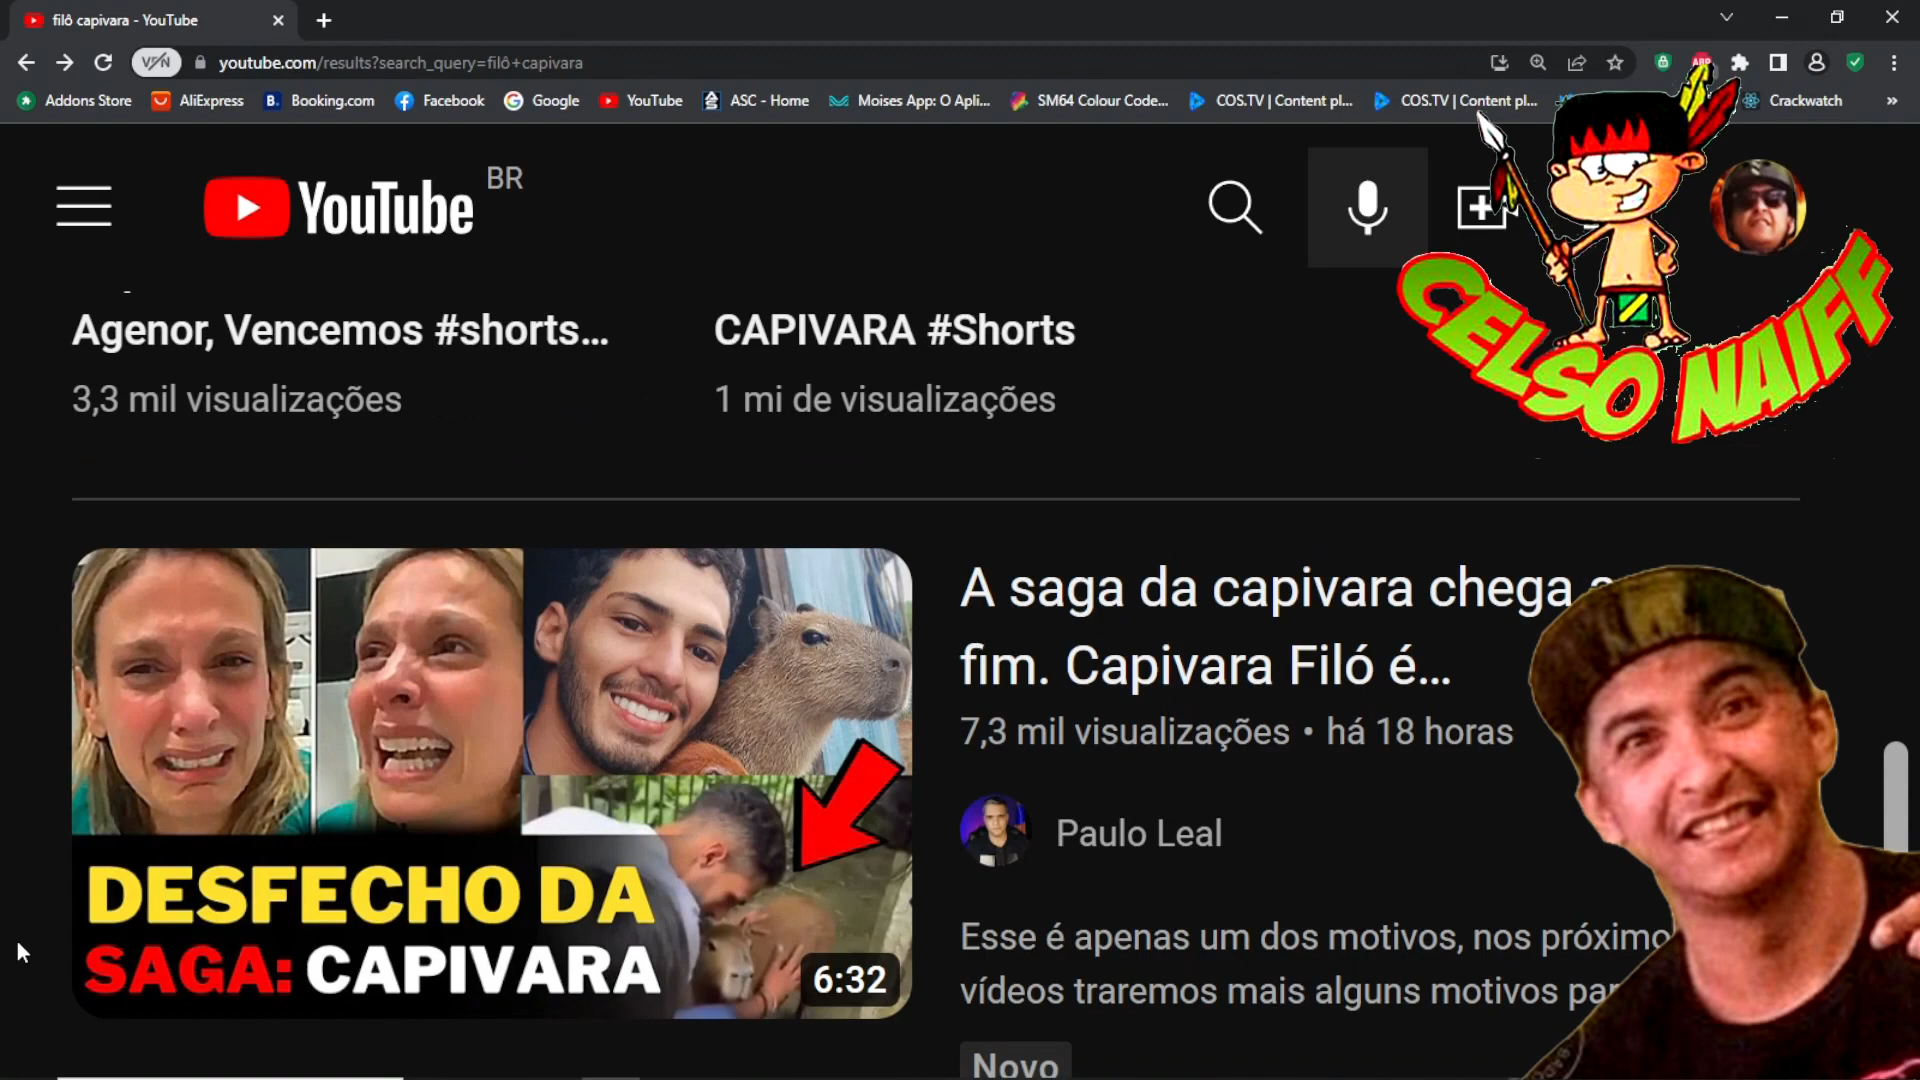 filô capivara - YouTube
VPN
youtube.com/results?search_query=filô+capivara
ABP
Addons Store
AliExpress
Booking.com
Facebook
Google
YouTube
ASC - Home
Moises App: O Apli...
SM64 Colour Code...
COS.TV | Content pl...
COS.TV | Content pl...
Crackwatch
YouTube BR
CELSO NAIFF
Agenor, Vencemos #shorts...
3,3 mil visualizações
CAPIVARA #Shorts
1 mi de visualizações
DESFECHO DA
SAGA: CAPIVARA
6:32
A saga da capivara chega
fim. Capivara Filó é...
7,3 mil visualizações • há 18 horas
Paulo Leal
Esse é apenas um dos motivos, nos próximo
vídeos traremos mais alguns motivos par
Novo